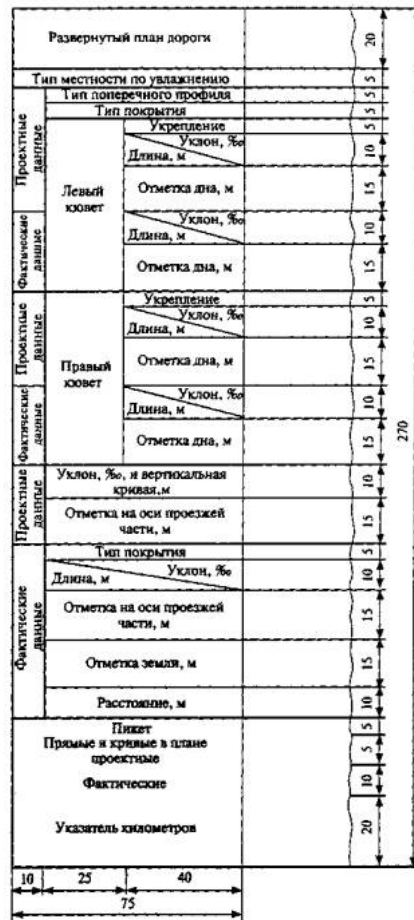 Развернутый план дороги
20
Тип местности по увлажнению
5
Проектные данные
Тип поперечного профиля
5
Тип покрытия
5
Левый кювет
Укрепление
5
Уклон, ‰
Длина, м
10
Отметка дна, м
15
Фактические данные
Уклон, ‰
Длина, м
10
Отметка дна, м
15
Проектные данные
Правый кювет
Укрепление
5
Уклон, ‰
Длина, м
10
Отметка дна, м
15
Фактические данные
Уклон, ‰
Длина, м
10
Отметка дна, м
15
270
Проектные данные
Уклон, ‰, и вертикальная
кривая,м
10
Отметка на оси проезжей
части, м
15
Фактические данные
Тип покрытия
5
Уклон, ‰
Длина, м
10
Отметка на оси проезжей
части, м
15
Отметка земли, м
15
Расстояние, м
10
Пикет
5
Прямые и кривые в плане
проектные
5
Фактические
10
Указатель километров
20
10 25 40
75